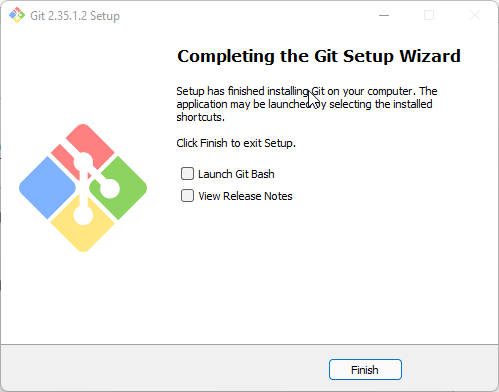 Git 2.35.1.2 Setup
Completing the Git Setup Wizard
Setup has finished installing Git on your computer. The
application may be launched by selecting the installed
shortcuts.
Click Finish to exit Setup.
Launch Git Bash
View Release Notes
Finish